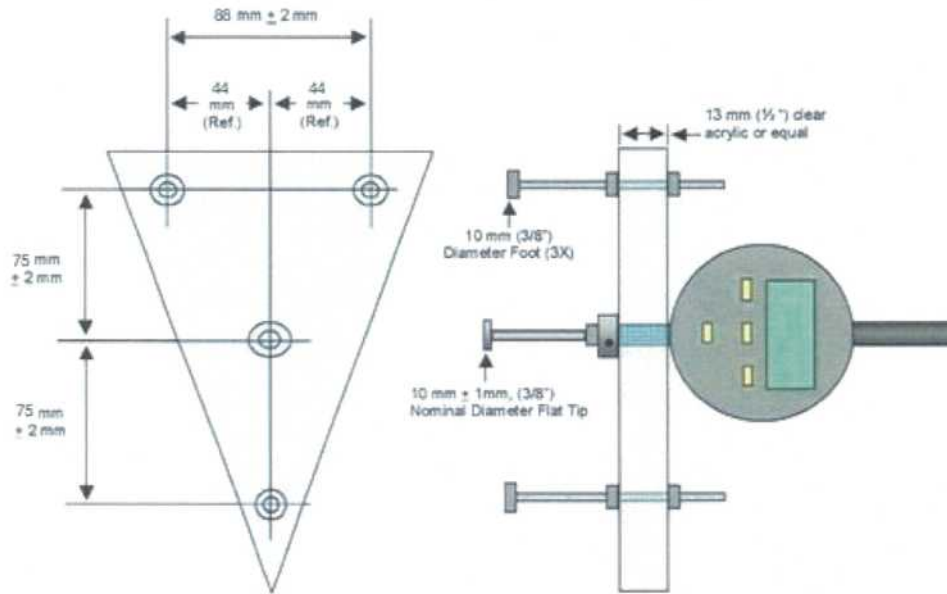 88 mm ± 2 mm
44
mm
(Ref.)
44
mm
(Ref.)
75 mm
± 2 mm
75 mm
± 2 mm
13 mm (½ ") clear
acrylic or equal
10 mm (3/8")
Diameter Foot (3X)
10 mm ± 1mm, (3/8")
Nominal Diameter Flat Tip